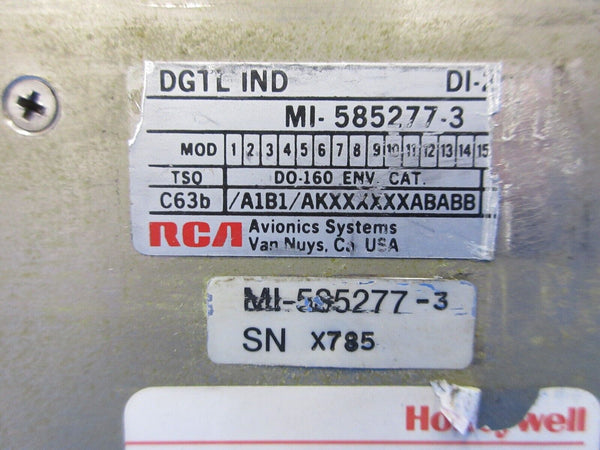 DGTL IND DI-
MI-585277-3
MOD 1 2 3 4 5 6 7 8 9 10 11 12 13 14 15
TSO DO-160 ENV. CAT.
C63b /A1B1/AKXXXXXXABABB
RCA Avionics Systems
Van Nuys, Ca USA
MI-585277-3
SN X785
Honeywell